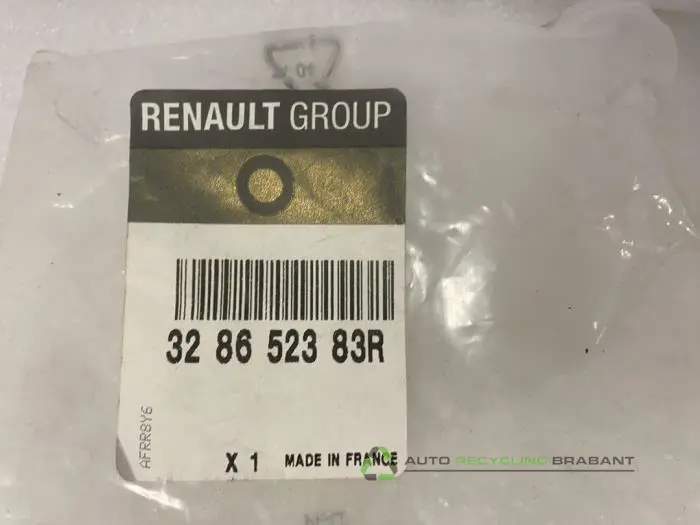 RENAULT GROUP
32 86 523 83R
AFRR8Y6
X 1 MADE IN FRANCE
AUTO RECYCLING BRABANT